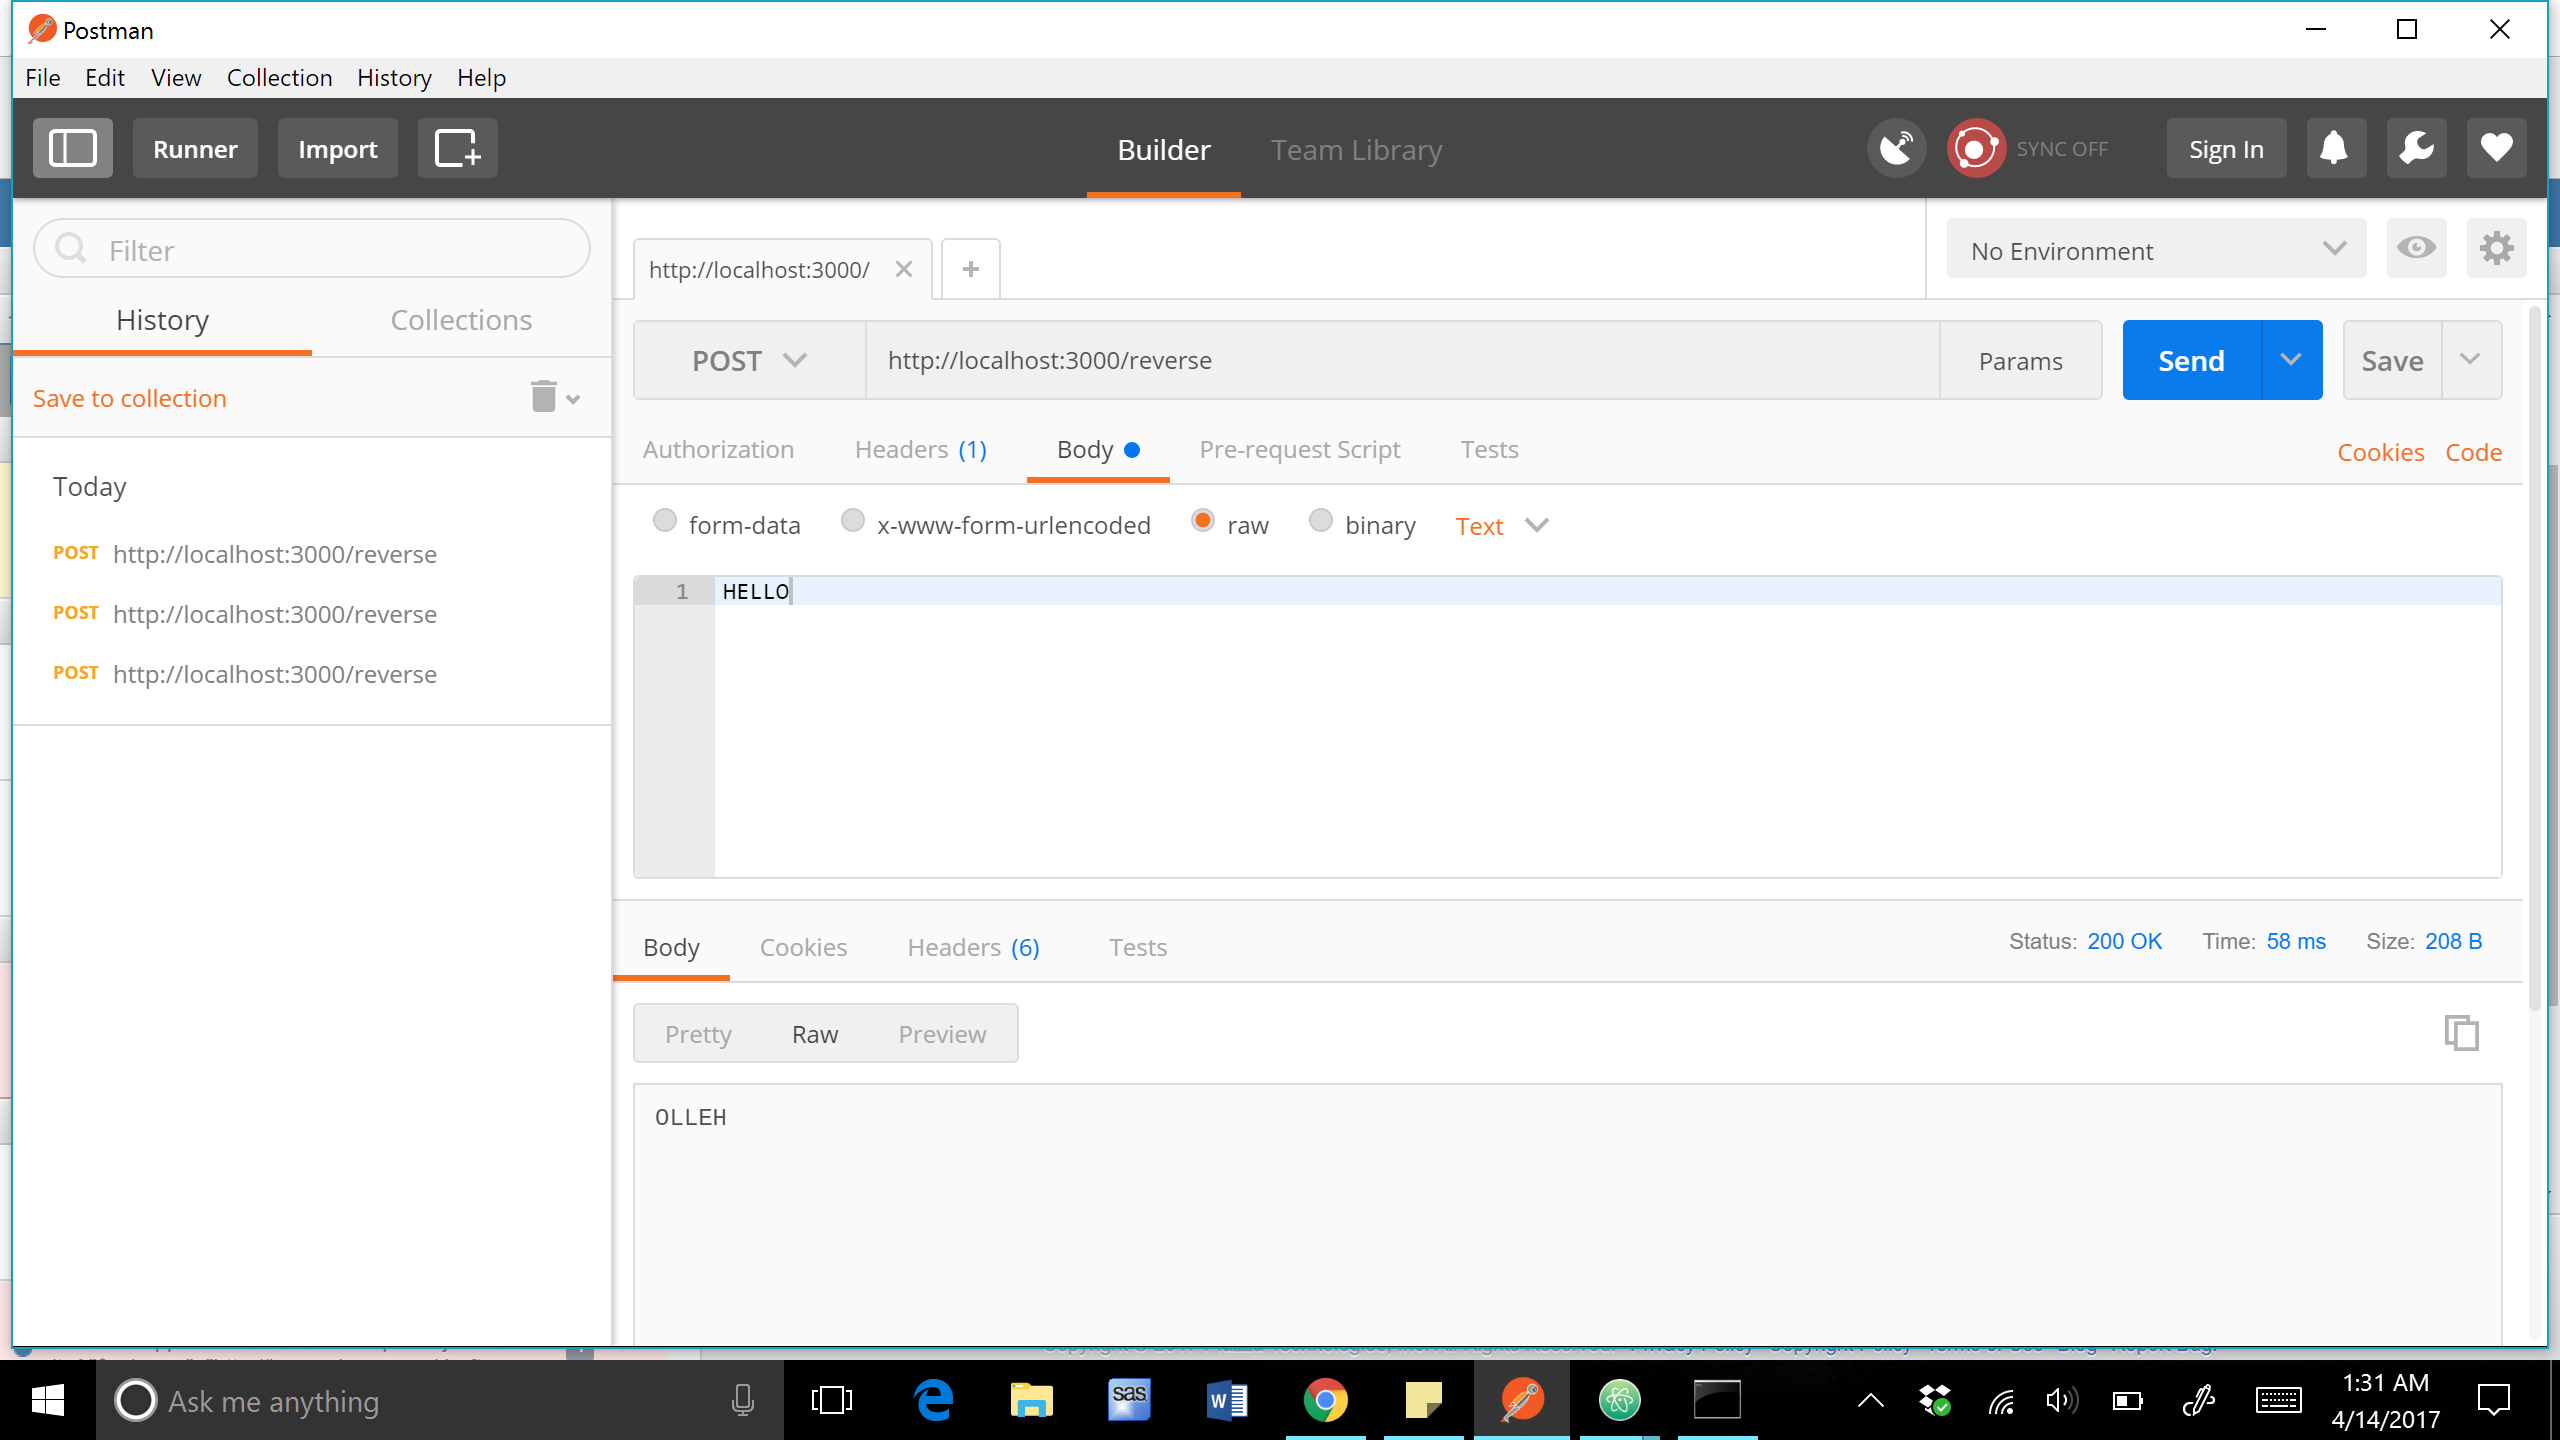 Postman
File Edit View Collection History Help
Runner Import Builder Team Library SYNC OFF Sign In
Filter
History Collections
Save to collection
Today
POST http://localhost:3000/reverse
POST http://localhost:3000/reverse
POST http://localhost:3000/reverse
http://localhost:3000/ No Environment
POST http://localhost:3000/reverse Params Send Save
Authorization Headers (1) Body Pre-request Script Tests Cookies Code
form-data x-www-form-urlencoded raw binary Text
1 HELLO
Body Cookies Headers (6) Tests Status: 200 OK Time: 58 ms Size: 208 B
Pretty Raw Preview
OLLEH
Ask me anything
sas
W
1:31 AM
4/14/2017